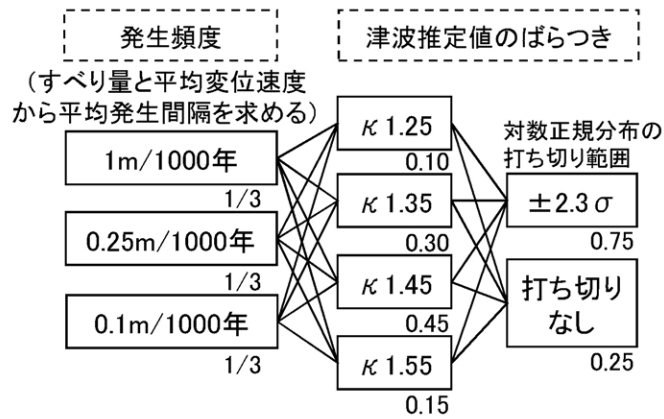 発生頻度
津波推定値のばらつき
(すべり量と平均変位速度
から平均発生間隔を求める)
1m/1000年
1/3
0.25m/1000年
1/3
0.1m/1000年
1/3
κ1.25
0.10
κ1.35
0.30
κ1.45
0.45
κ1.55
0.15
対数正規分布の
打ち切り範囲
±2.3σ
0.75
打ち切り
なし
0.25